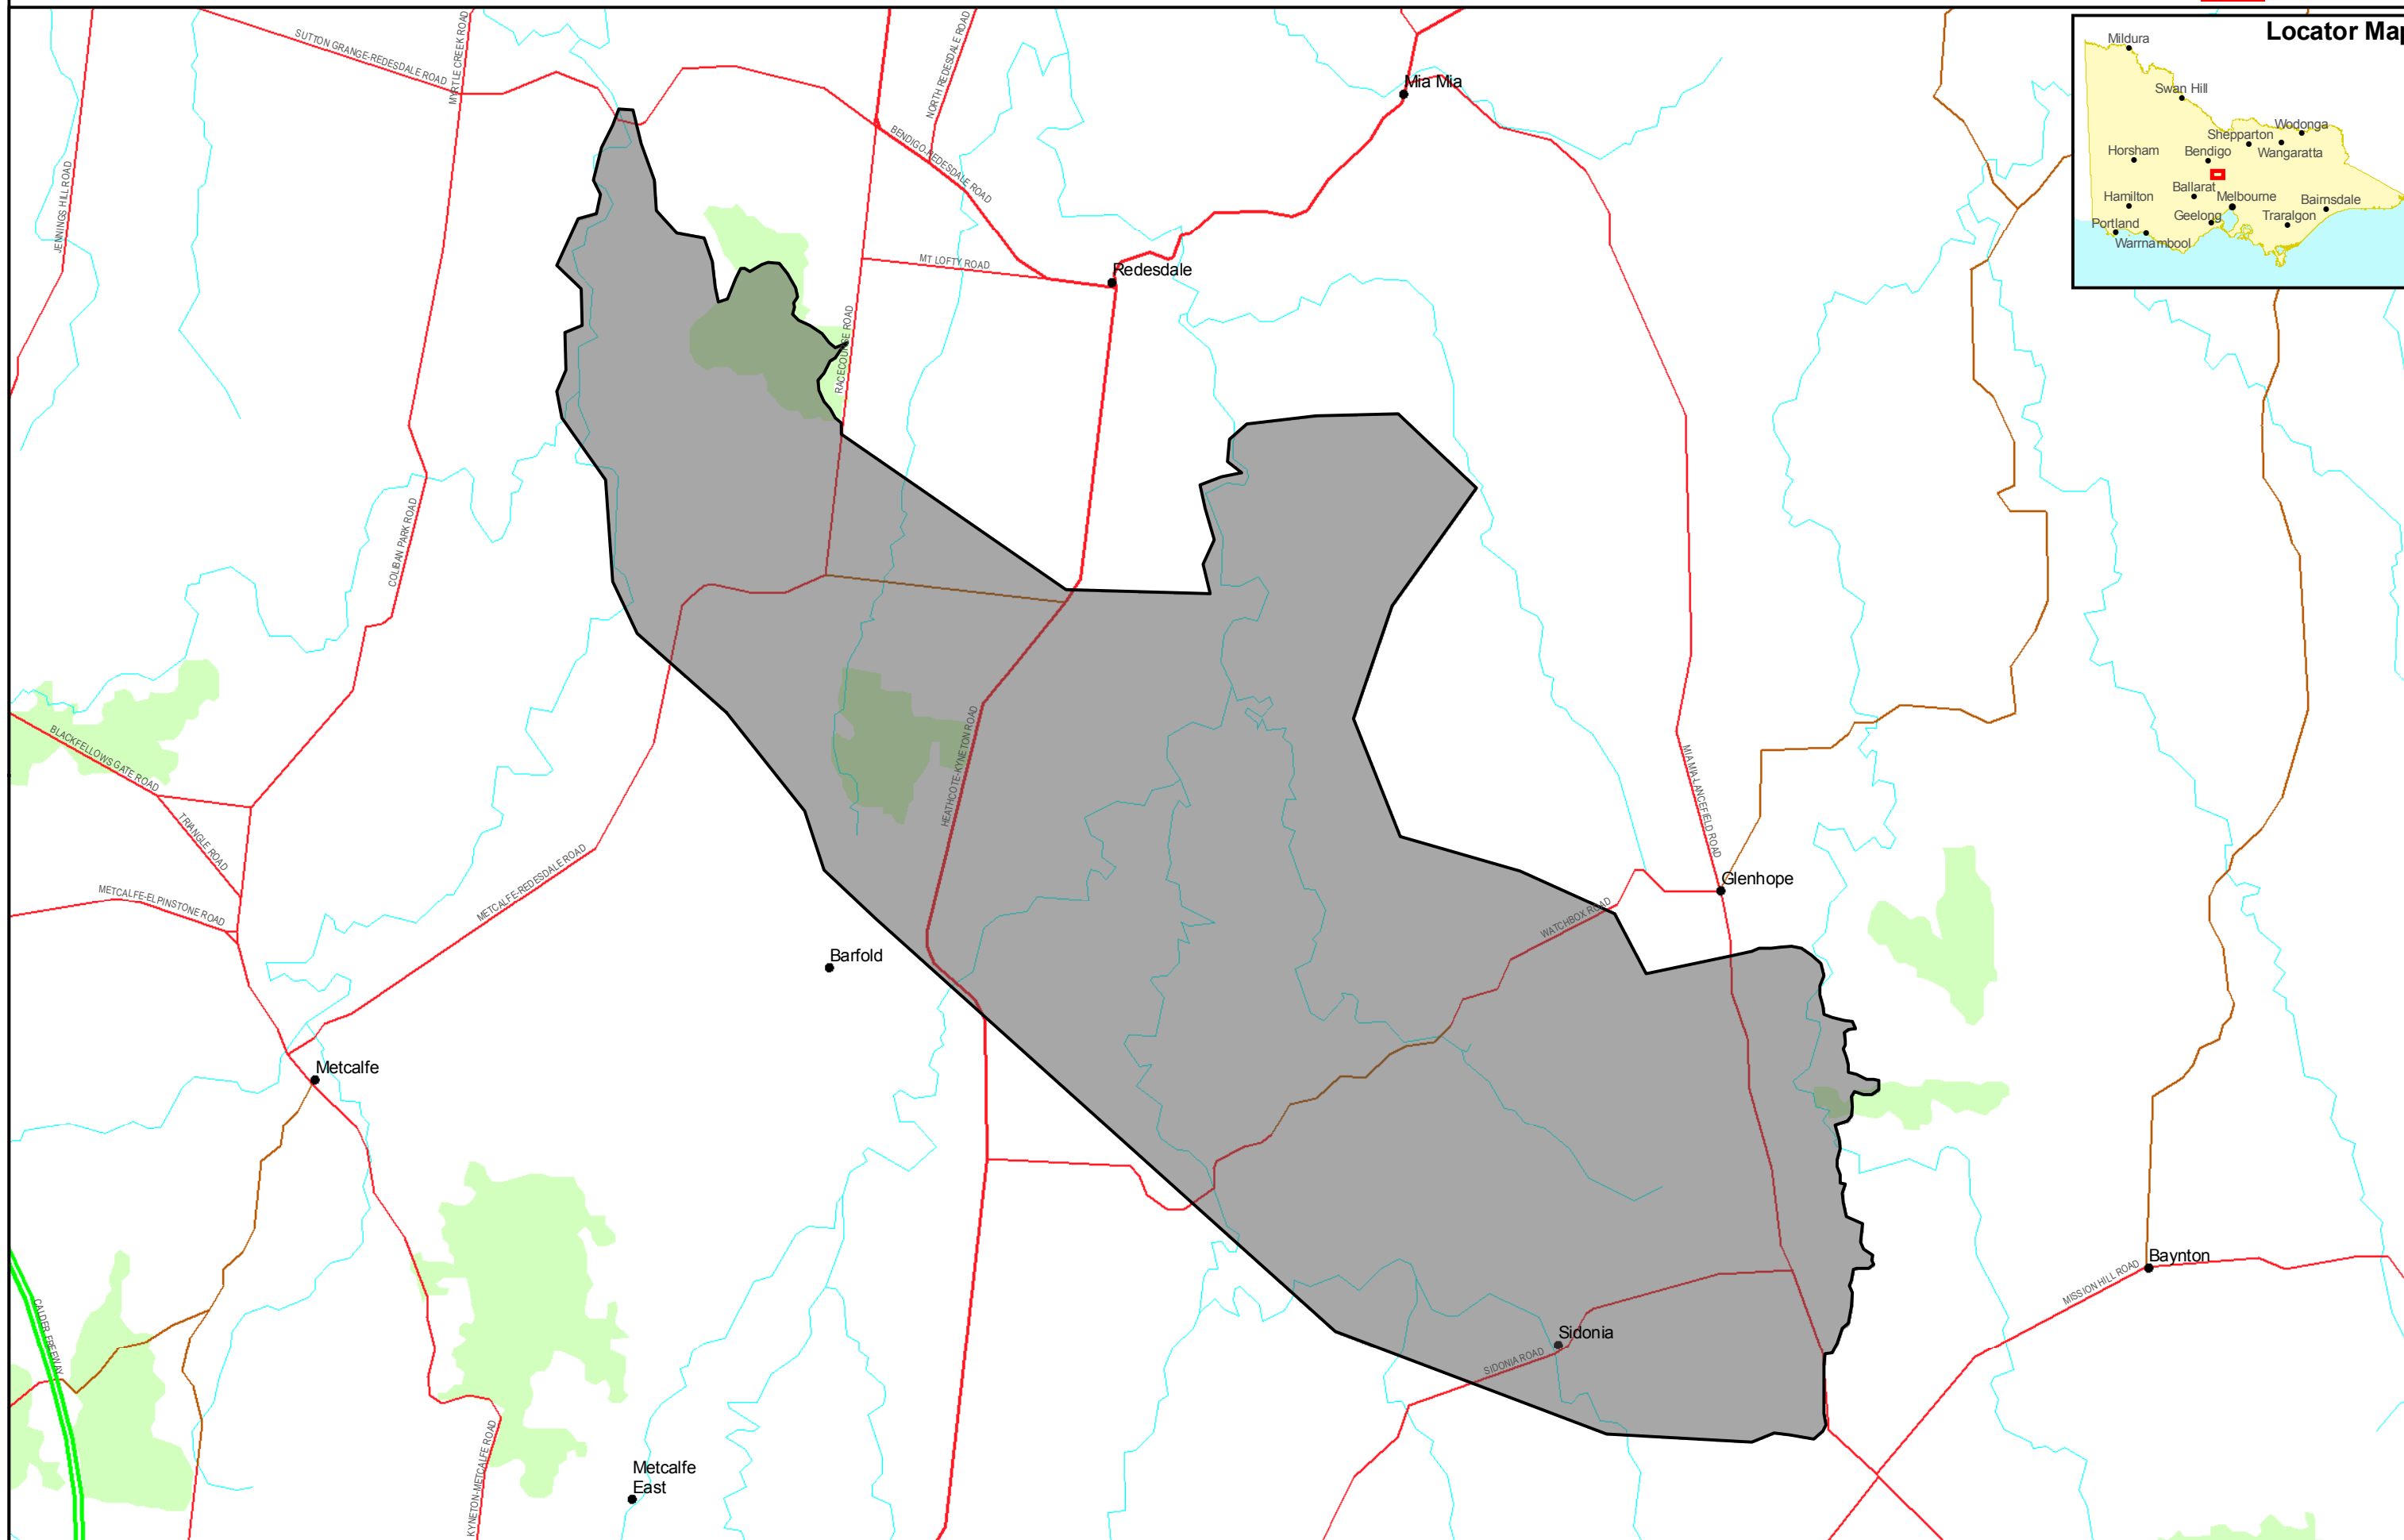 Locator Map
Mildura
Swan Hill
Wodonga
Shepparton
Wangaratta
Horsham
Bendigo
Ballarat
Hamilton
Melbourne
Bairnsdale
Geelong
Traralgon
Portland
Warrnambool
SUTTON GRANGE-REDESDALE ROAD
MYRTLE CREEK ROAD
NORTH REDESDALE ROAD
Mia Mia
BENDIGO-REDESDALE ROAD
JENNINGS HILL ROAD
MT LOFTY ROAD
Redesdale
RACECOURSE ROAD
COLIBAN PARK ROAD
BLACKFELLOWS GATE ROAD
HEATHCOTE-KYNETON ROAD
MIA MIA-LANCEFIELD ROAD
TRIANGLE ROAD
METCALFE-REDESDALE ROAD
METCALFE-ELPINSTONE ROAD
Glenhope
WATCHBOX ROAD
Barfold
Metcalfe
Baynton
MISSION HILL ROAD
CALDER FREEWAY
Sidonia
SIDONIA ROAD
KYNETON-METCALFE ROAD
Metcalfe
East